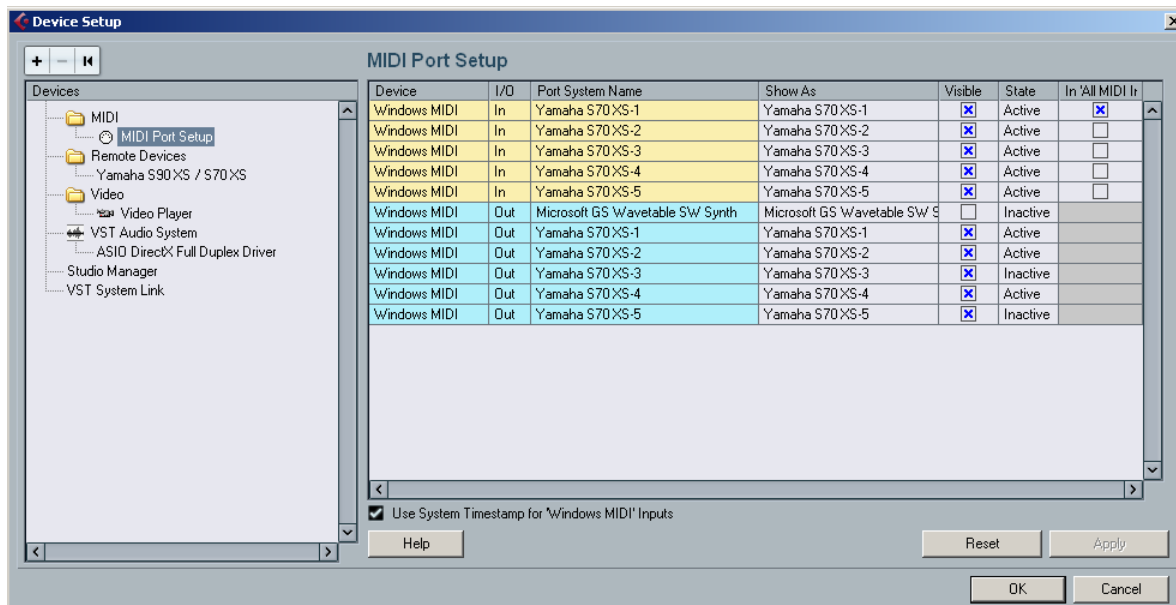 Device Setup
MIDI Port Setup
Devices
MIDI
MIDI Port Setup
Remote Devices
Yamaha S90 XS / S70 XS
Video
Video Player
VST Audio System
ASIO DirectX Full Duplex Driver
Studio Manager
VST System Link
Device I/O Port System Name Show As Visible State In 'All MIDI Ir
Windows MIDI In Yamaha S70 XS-1 Yamaha S70 XS-1 Active
Windows MIDI In Yamaha S70 XS-2 Yamaha S70 XS-2 Active
Windows MIDI In Yamaha S70 XS-3 Yamaha S70 XS-3 Active
Windows MIDI In Yamaha S70 XS-4 Yamaha S70 XS-4 Active
Windows MIDI In Yamaha S70 XS-5 Yamaha S70 XS-5 Active
Windows MIDI Out Microsoft GS Wavetable SW Synth Microsoft GS Wavetable SW S Inactive
Windows MIDI Out Yamaha S70 XS-1 Yamaha S70 XS-1 Active
Windows MIDI Out Yamaha S70 XS-2 Yamaha S70 XS-2 Active
Windows MIDI Out Yamaha S70 XS-3 Yamaha S70 XS-3 Inactive
Windows MIDI Out Yamaha S70 XS-4 Yamaha S70 XS-4 Active
Windows MIDI Out Yamaha S70 XS-5 Yamaha S70 XS-5 Inactive
Use System Timestamp for 'Windows MIDI' Inputs
Help Reset Apply
OK Cancel